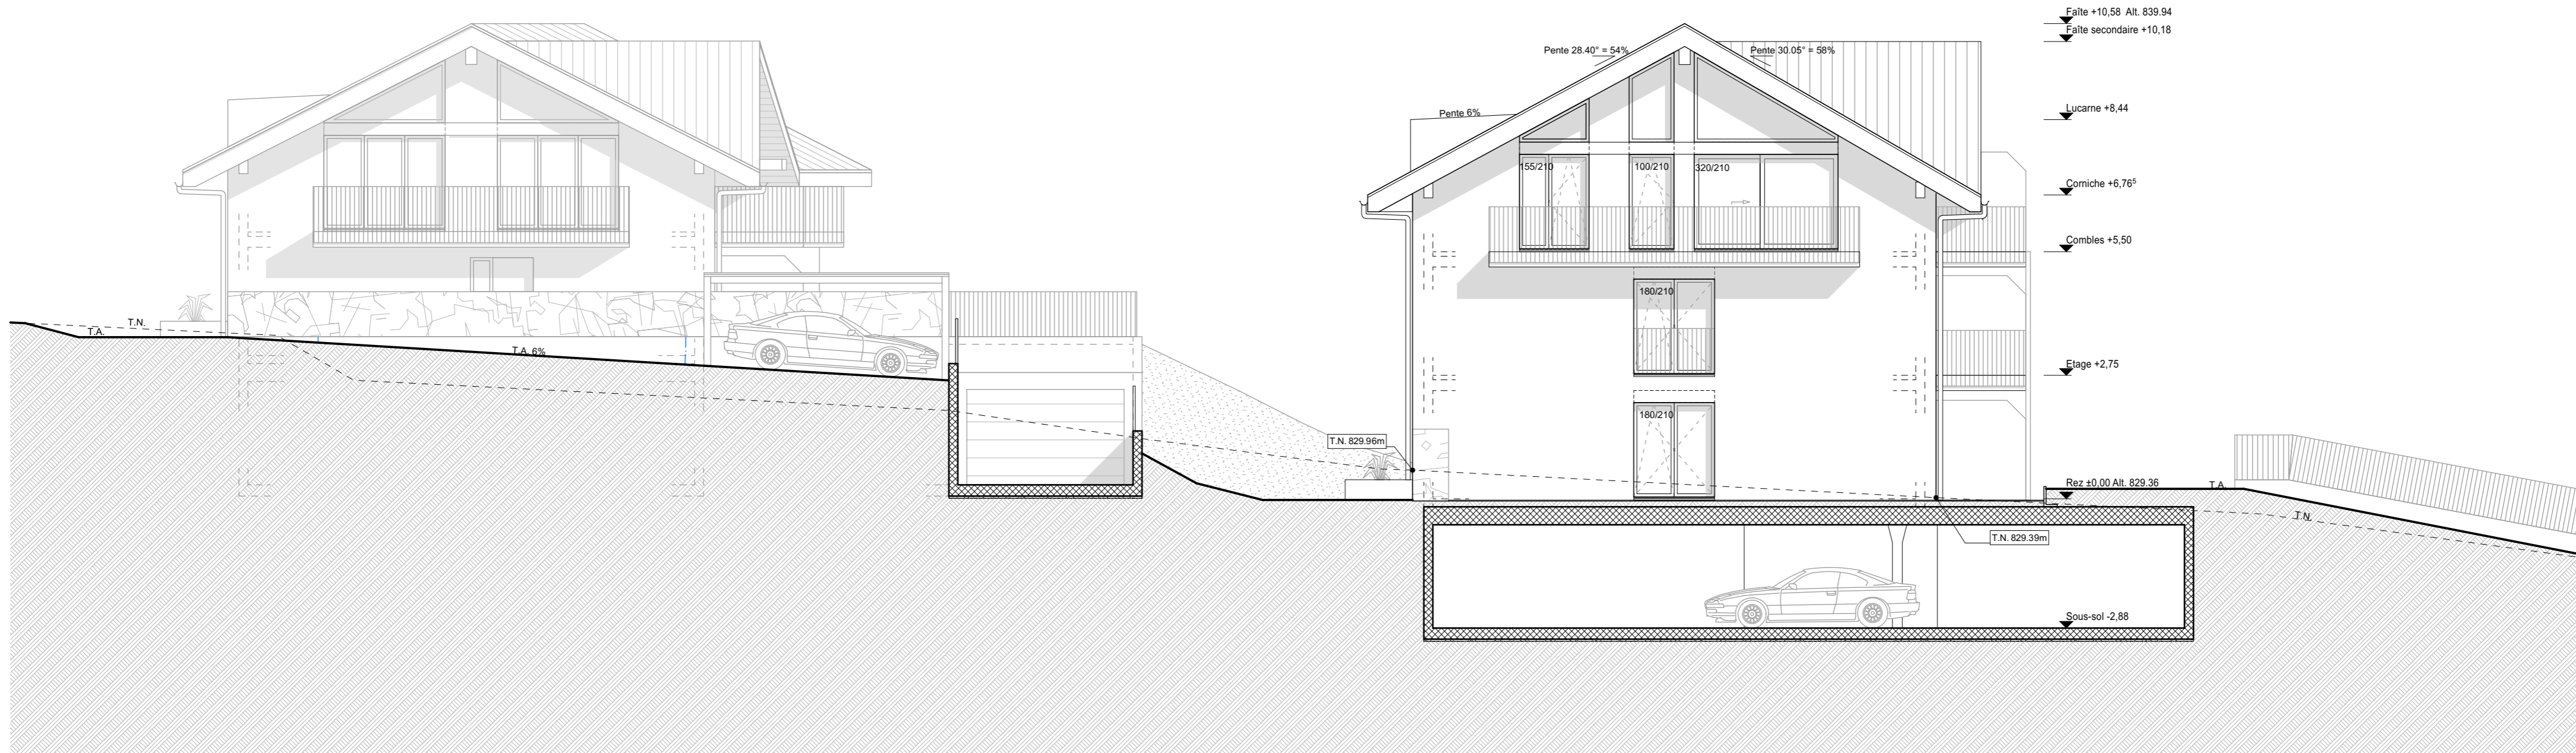 Faîte +10,58 Alt. 839.94
Faîte secondaire +10,18
Pente 28.40° = 54%
Pente 30.05° = 58%
Lucarne +8,44
Pente 6%
155/210
100/210
320/210
Corniche +6,76⁵
Combles +5,50
180/210
T.N.
T.A.
T.A. 6%
Etage +2,75
180/210
T.N. 829.96m
Rez ±0,00 Alt. 829.36
T.A.
T.N.
T.N. 829.39m
Sous-sol -2,88